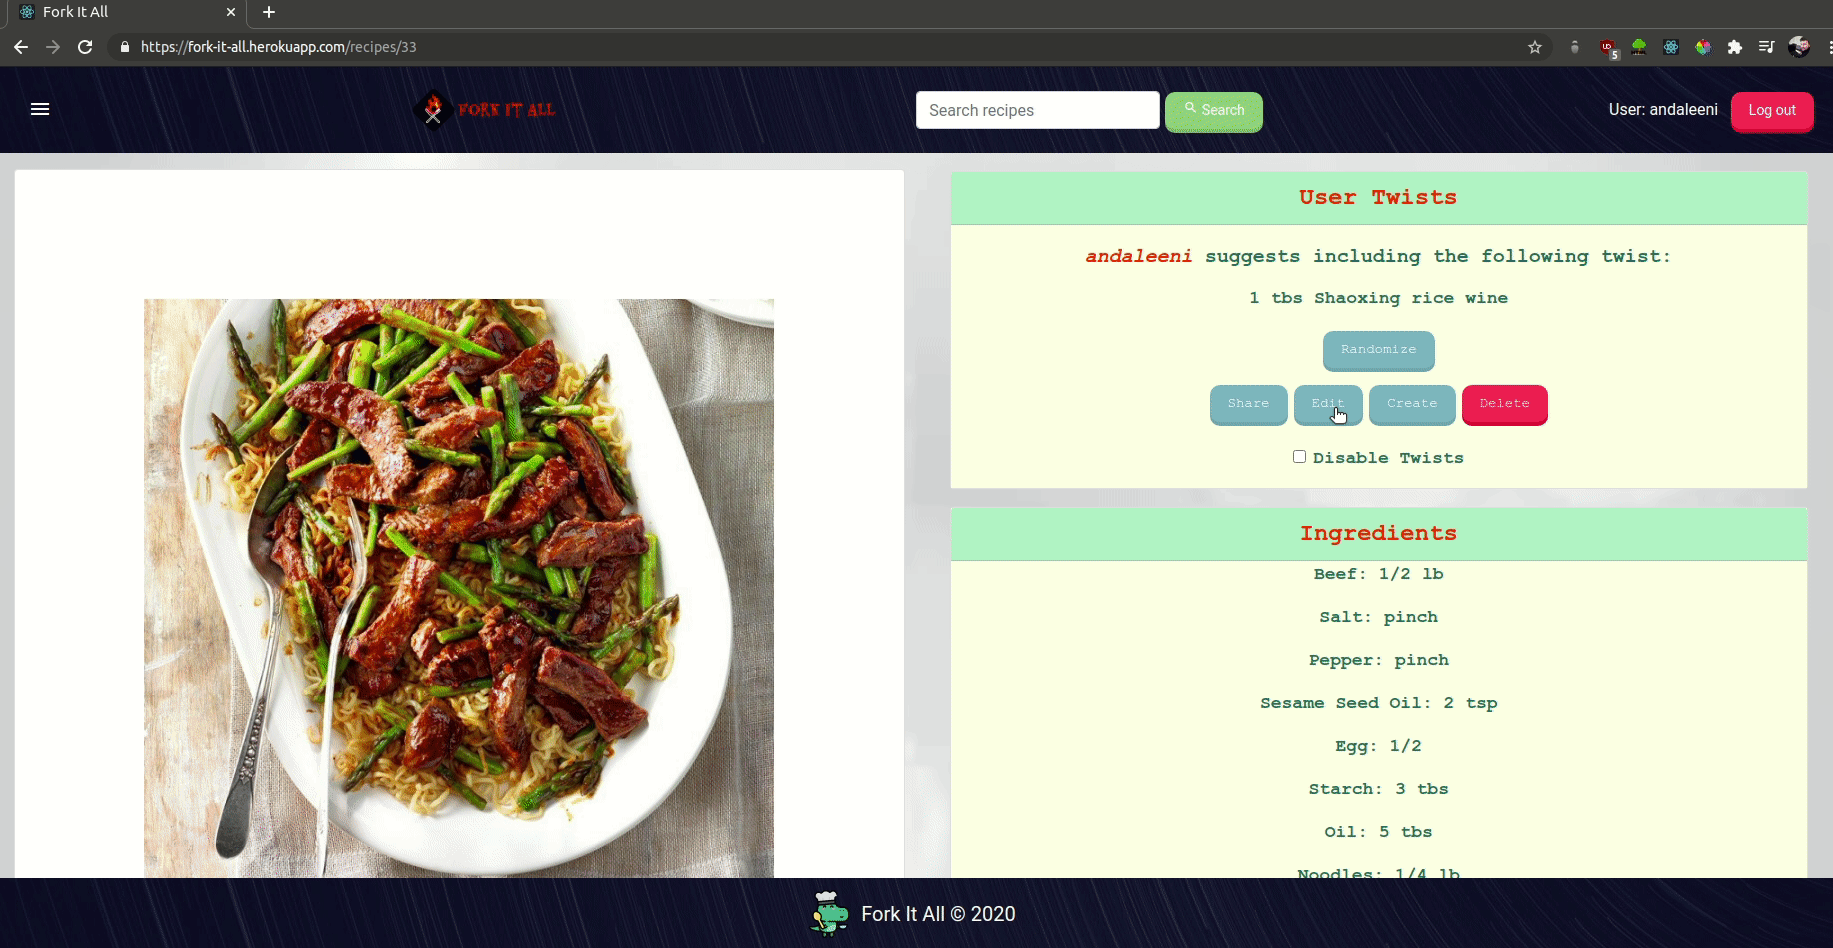 Fork It All
https://fork-it-all.herokuapp.com/recipes/33
5
FORK IT ALL
Search recipes
Search
User: andaleeni
Log out
User Twists
andaleeni suggests including the following twist:
1 tbs Shaoxing rice wine
Randomize
Share
Edit
Create
Delete
Disable Twists
Ingredients
Beef: 1/2 lb
Salt: pinch
Pepper: pinch
Sesame Seed Oil: 2 tsp
Egg: 1/2
Starch: 3 tbs
Oil: 5 tbs
Noodles: 1/4 lb
Fork It All © 2020